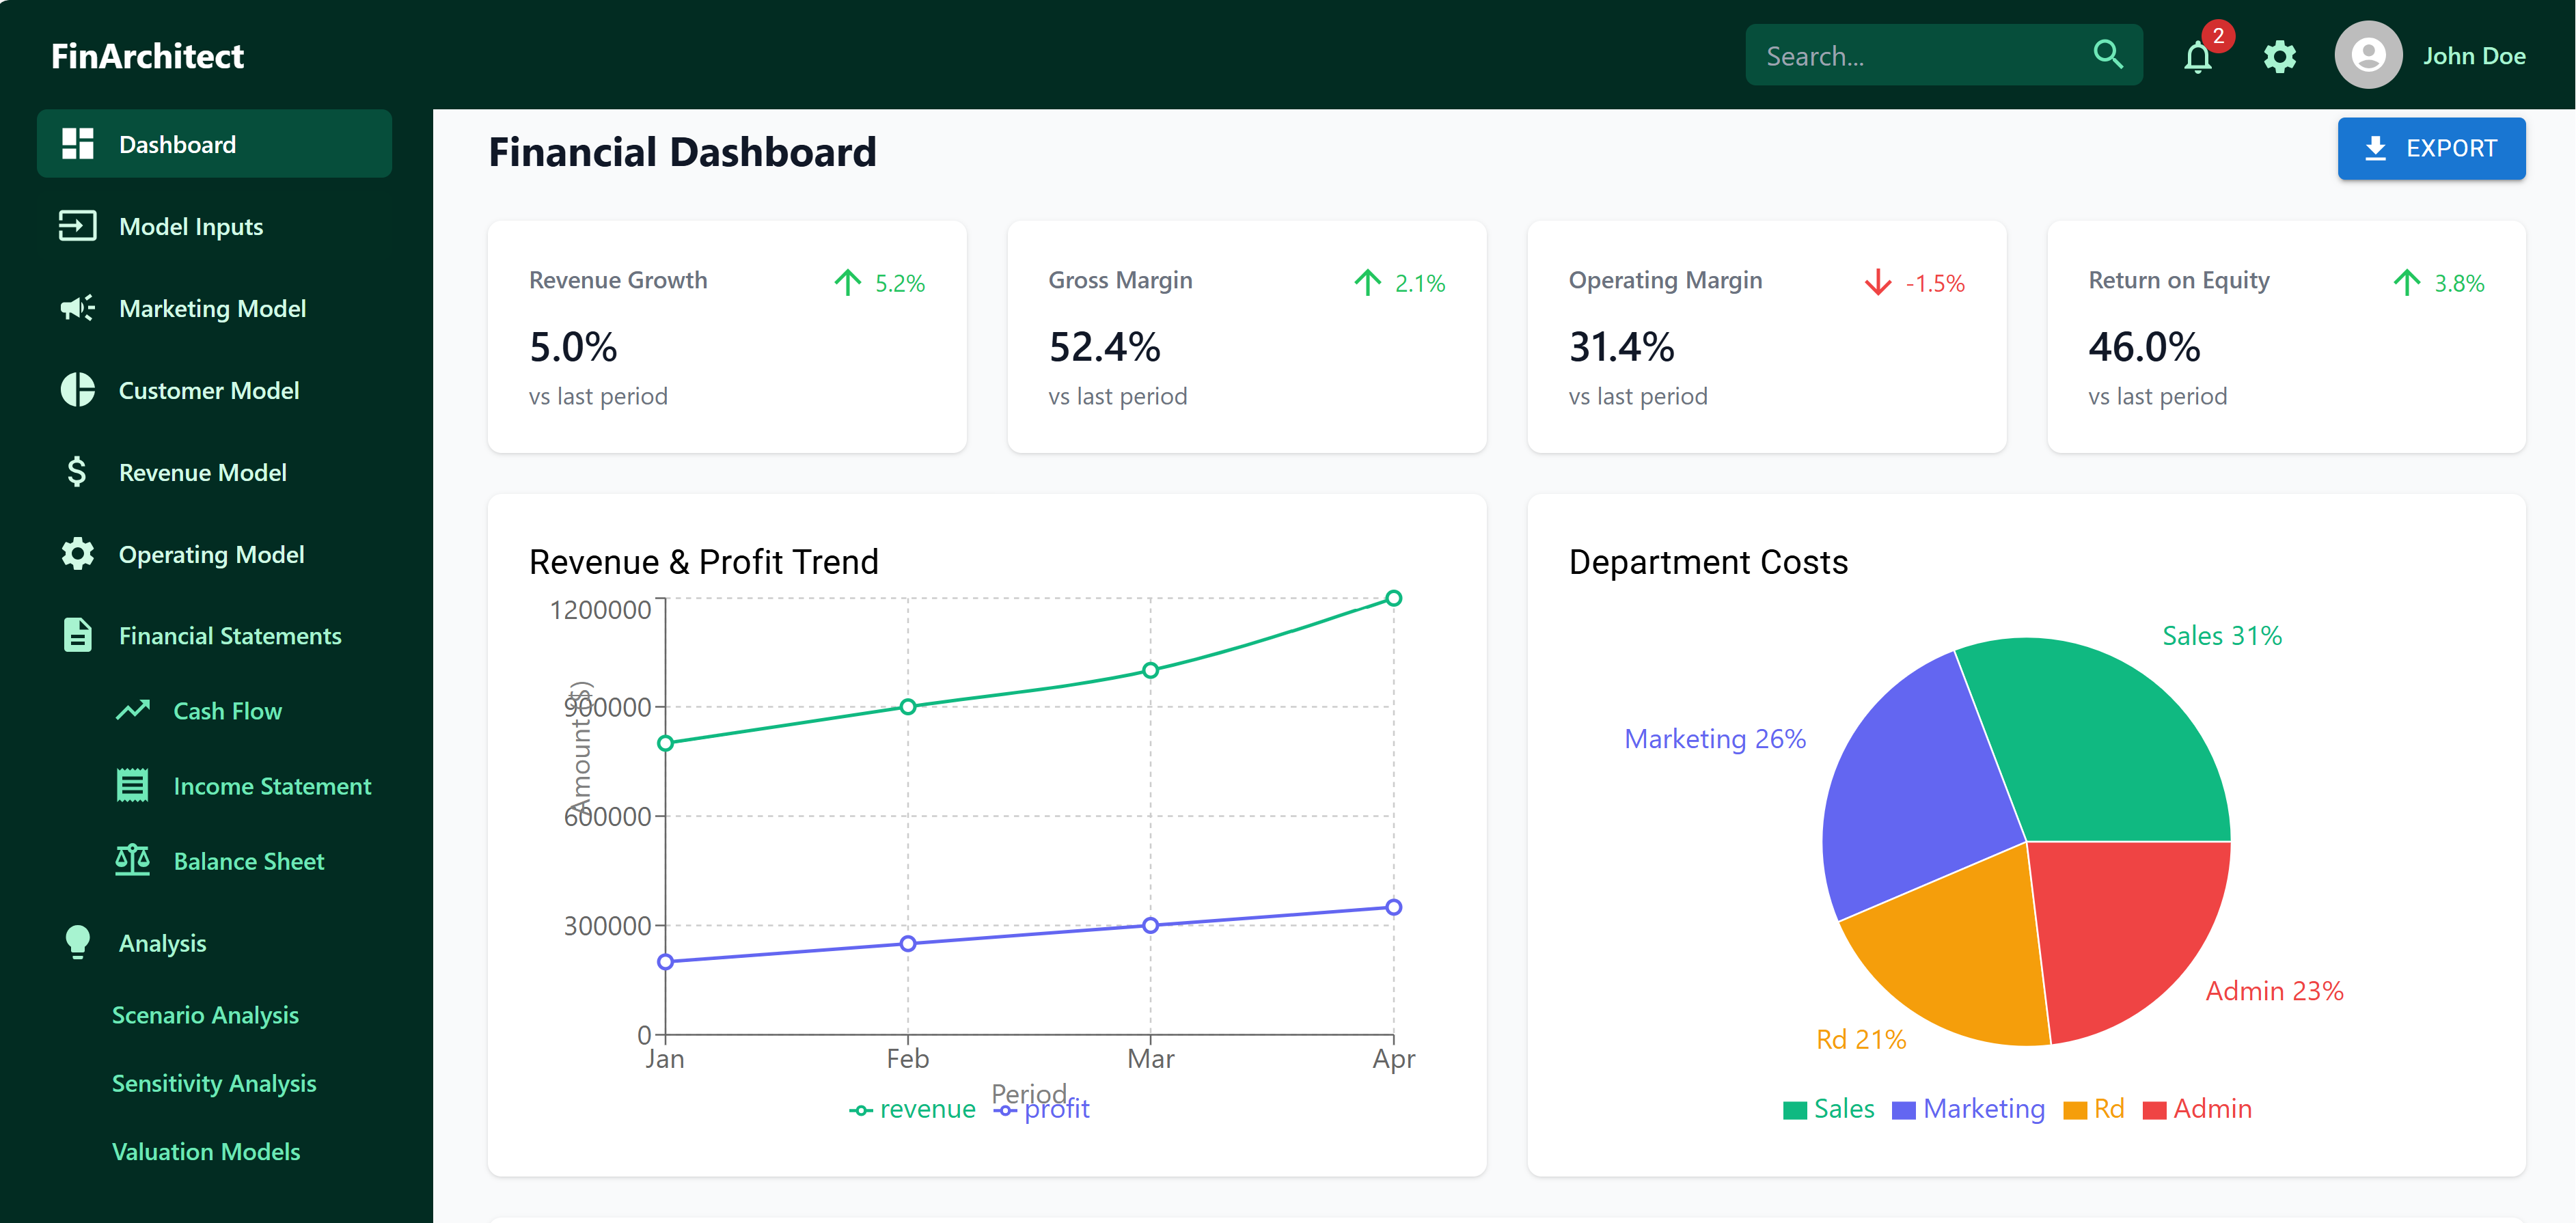 FinArchitect
Search...
2
John Doe
Dashboard
Model Inputs
Marketing Model
Customer Model
Revenue Model
Operating Model
Financial Statements
Cash Flow
Income Statement
Balance Sheet
Analysis
Scenario Analysis
Sensitivity Analysis
Valuation Models
Financial Dashboard
EXPORT
Revenue Growth
5.2%
5.0%
vs last period
Gross Margin
2.1%
52.4%
vs last period
Operating Margin
-1.5%
31.4%
vs last period
Return on Equity
3.8%
46.0%
vs last period
Revenue & Profit Trend
1200000
900000
600000
300000
0
Amount ($)
Jan
Feb
Mar
Apr
Period
revenue
profit
Department Costs
Sales 31%
Marketing 26%
Rd 21%
Admin 23%
Sales
Marketing
Rd
Admin